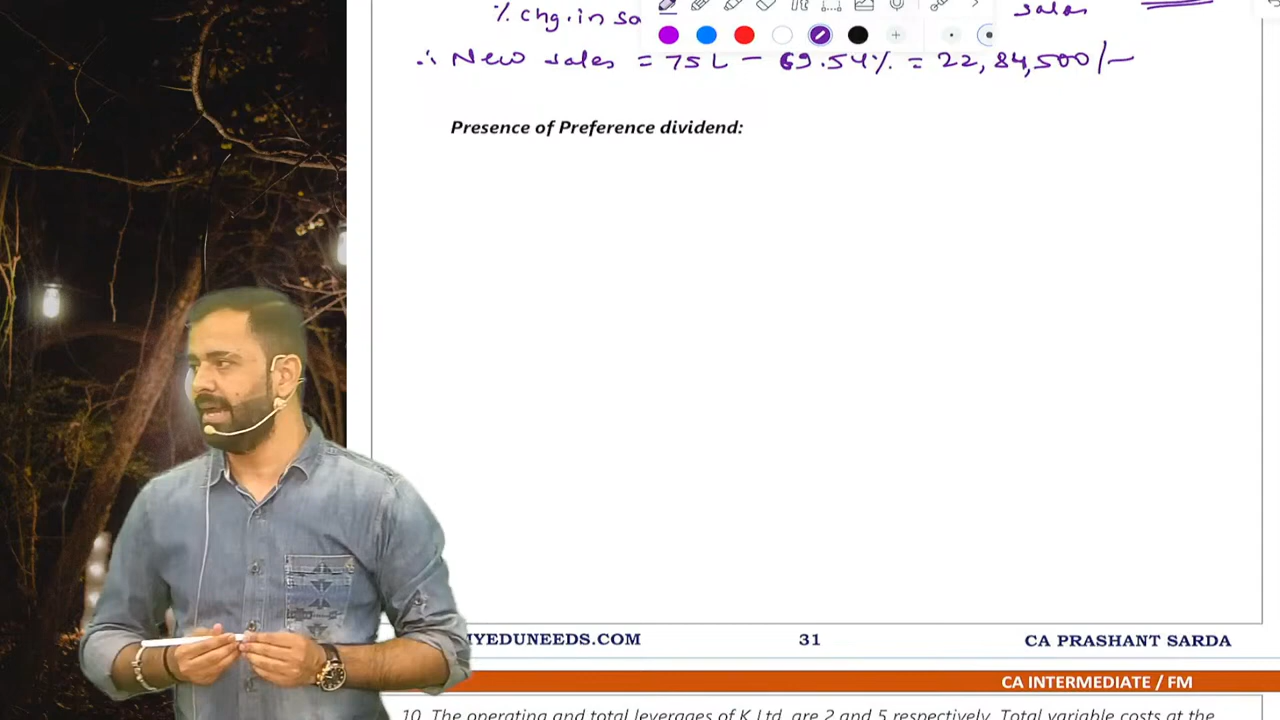 % chg. in sa
sales
∴ New sales = 75 L − 69.54% = 22,84,500/-
Presence of Preference dividend:
MYEDUNEEDS.COM 31 CA PRASHANT SARDA
CA INTERMEDIATE / FM
10. The operating and total leverages of K Ltd. are 2 and 5 respectively. Total variable costs at the